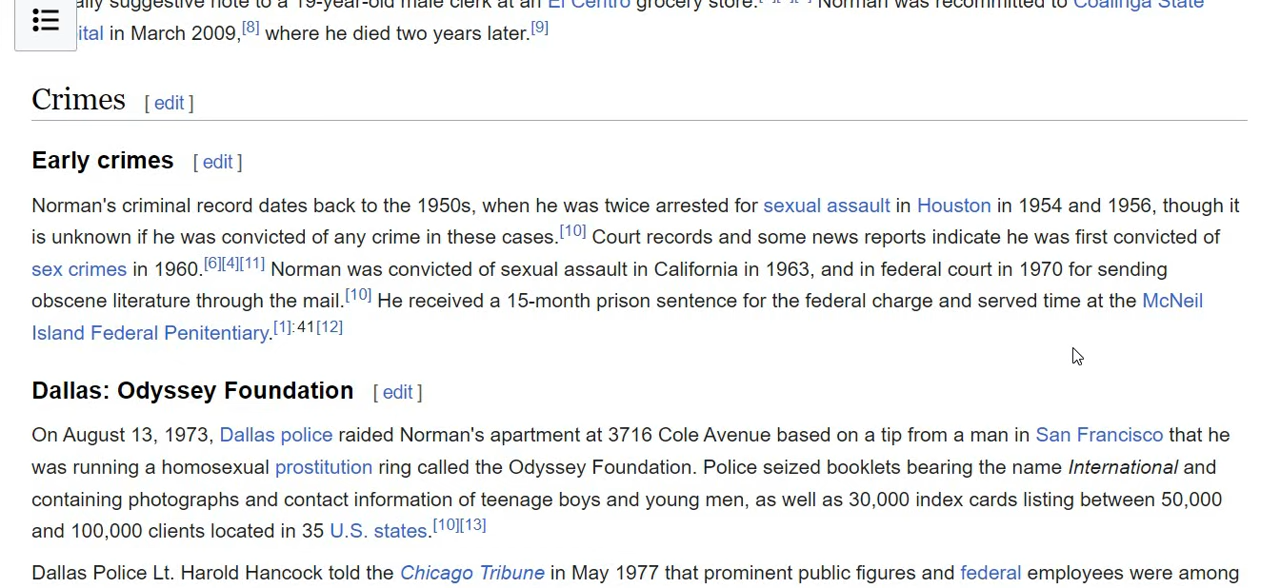 ally suggestive note to a 19-year-old male clerk at an El Centro grocery store. Norman was recommitted to Coalinga State
ital in March 2009,[8] where he died two years later.[9]
Crimes [ edit ]
Early crimes [ edit ]
Norman's criminal record dates back to the 1950s, when he was twice arrested for sexual assault in Houston in 1954 and 1956, though it
is unknown if he was convicted of any crime in these cases.[10] Court records and some news reports indicate he was first convicted of
sex crimes in 1960.[6][4][11] Norman was convicted of sexual assault in California in 1963, and in federal court in 1970 for sending
obscene literature through the mail.[10] He received a 15-month prison sentence for the federal charge and served time at the McNeil
Island Federal Penitentiary.[1]:41[12]
Dallas: Odyssey Foundation [ edit ]
On August 13, 1973, Dallas police raided Norman's apartment at 3716 Cole Avenue based on a tip from a man in San Francisco that he
was running a homosexual prostitution ring called the Odyssey Foundation. Police seized booklets bearing the name International and
containing photographs and contact information of teenage boys and young men, as well as 30,000 index cards listing between 50,000
and 100,000 clients located in 35 U.S. states.[10][13]
Dallas Police Lt. Harold Hancock told the Chicago Tribune in May 1977 that prominent public figures and federal employees were among